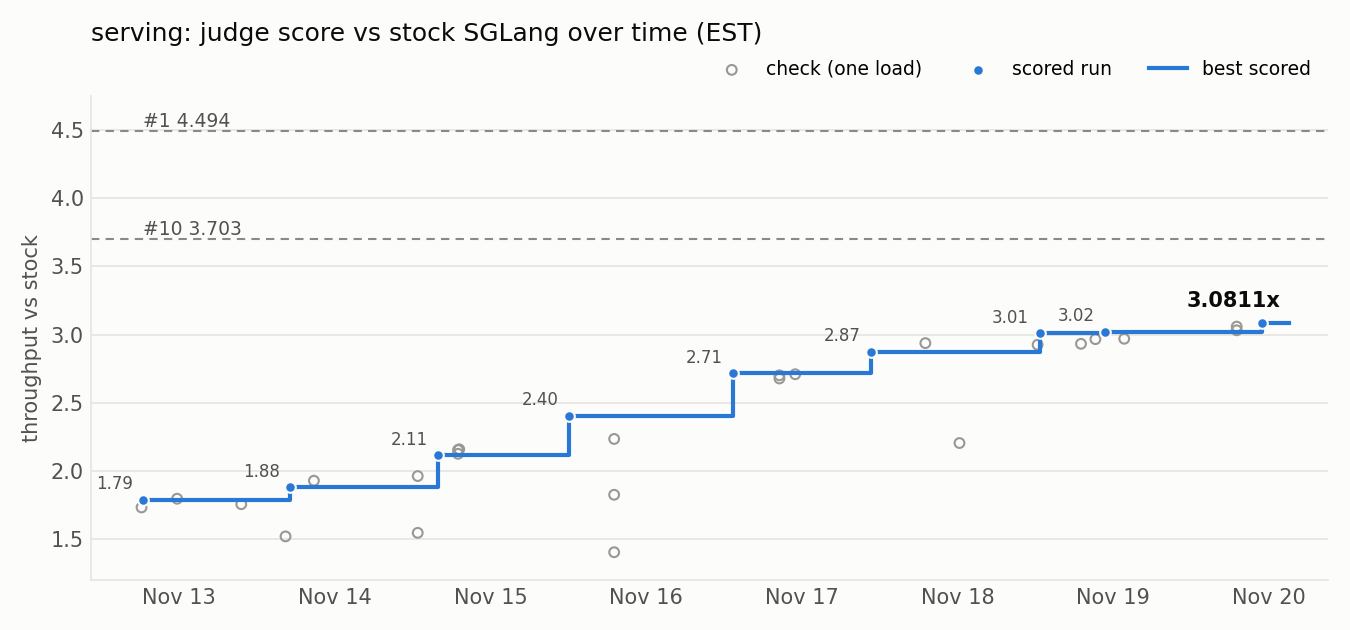 serving: judge score vs stock SGLang over time (EST)
check (one load)
scored run
best scored
throughput vs stock
4.5
4.0
3.5
3.0
2.5
2.0
1.5
#1 4.494
#10 3.703
1.79
1.88
2.11
2.40
2.71
2.87
3.01
3.02
3.0811x
Nov 13
Nov 14
Nov 15
Nov 16
Nov 17
Nov 18
Nov 19
Nov 20